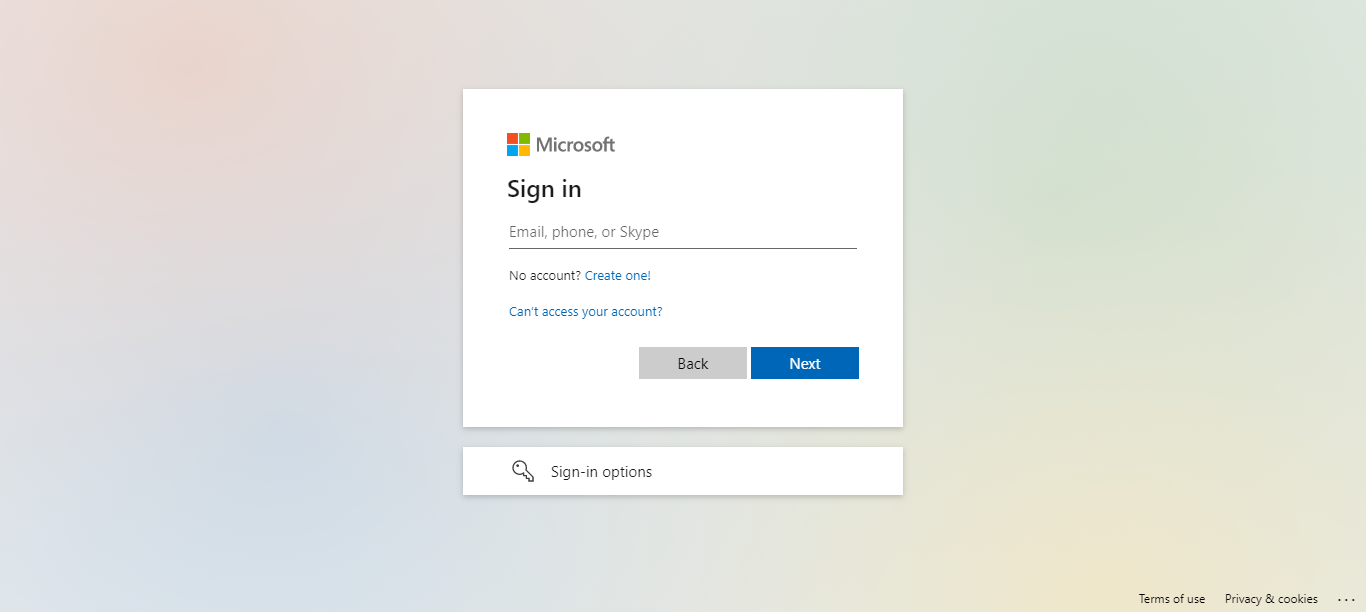 Microsoft
Sign in
Email, phone, or Skype
No account? Create one!
Can't access your account?
Back Next
Sign-in options
Terms of use Privacy & cookies ...